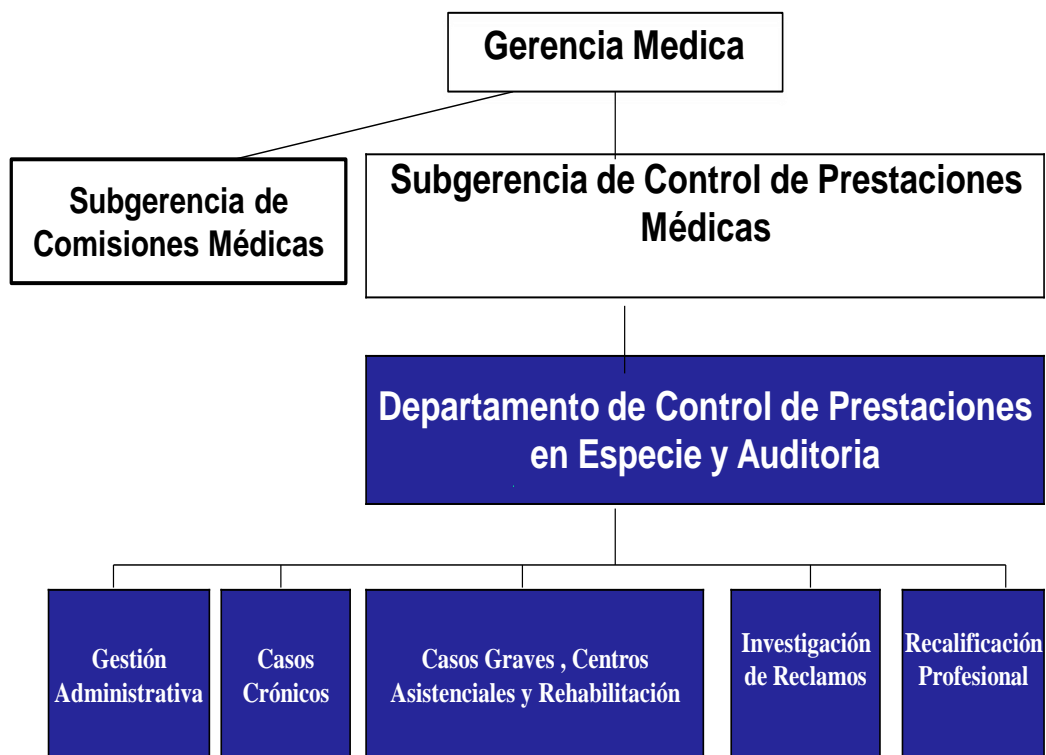 Gerencia Medica
Subgerencia de
Comisiones Médicas
Subgerencia de Control de Prestaciones
Médicas
Departamento de Control de Prestaciones
en Especie y Auditoria
Gestión
Administrativa
Casos
Crónicos
Casos Graves , Centros
Asistenciales y Rehabilitación
Investigación
de Reclamos
Recalificación
Profesional